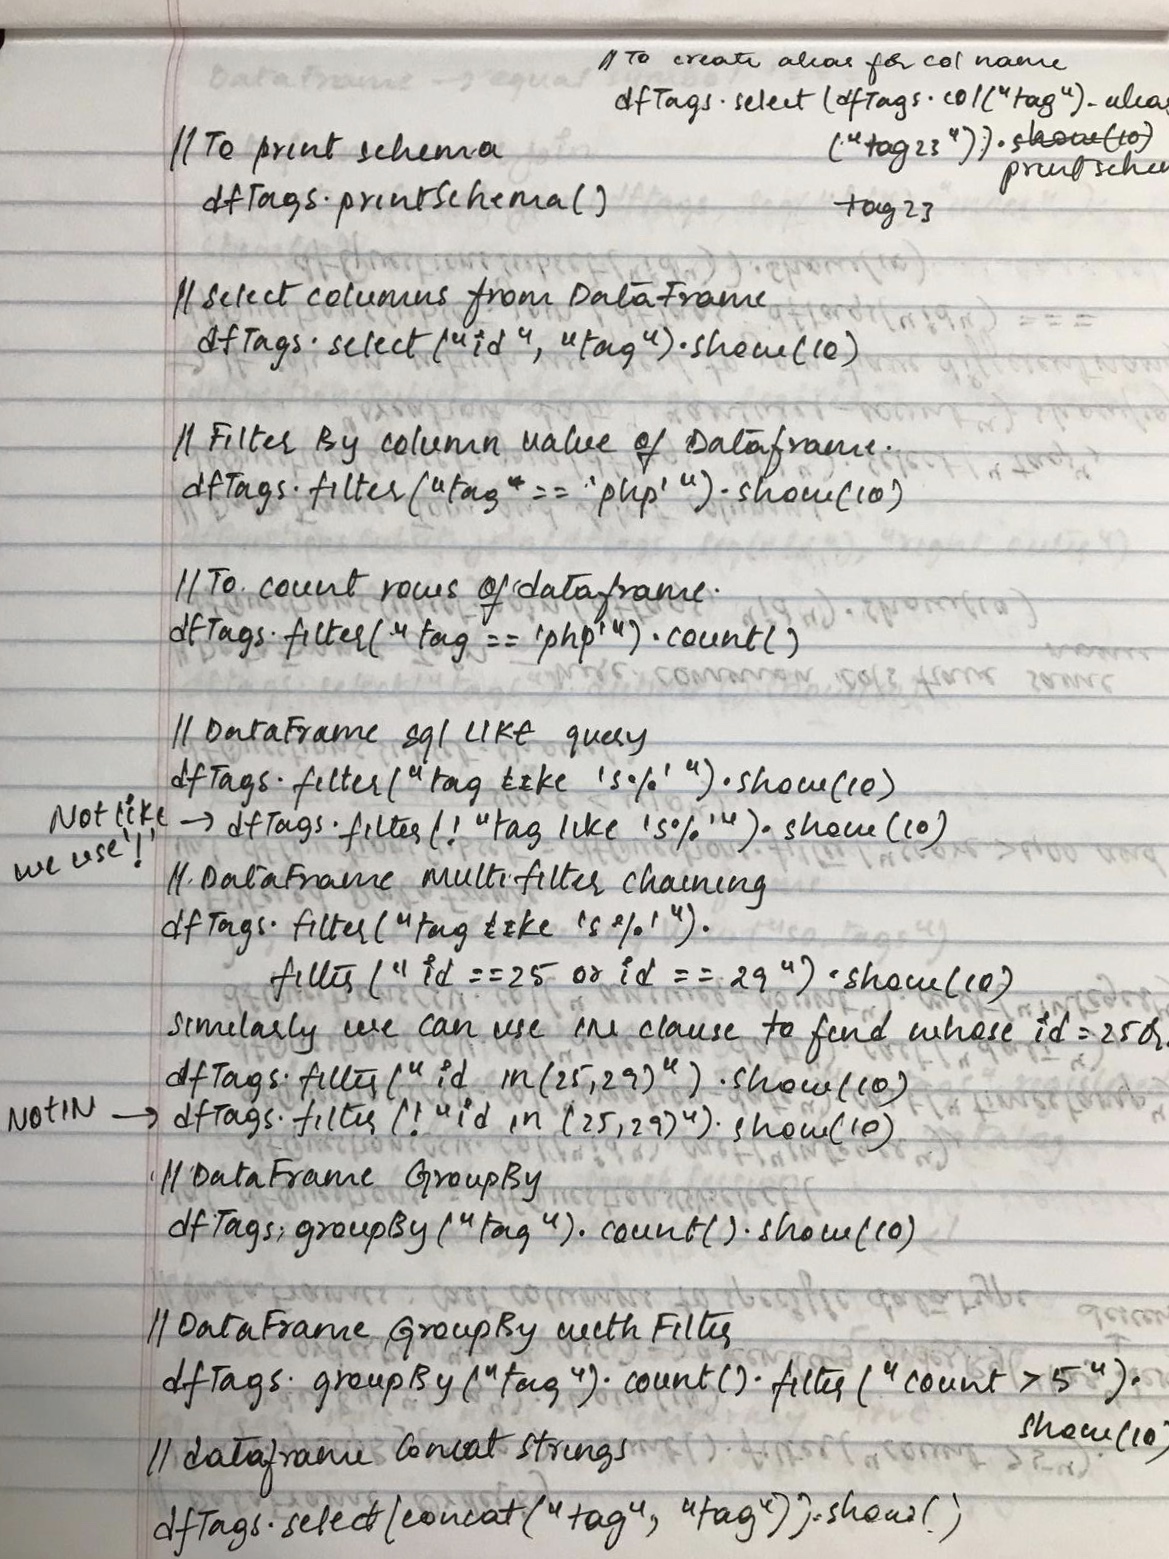 // To create alias for col name
dfTags.select(dfTags.col("tag").alias
("tag23")).show(10)
printschem
tag23
// To print schema
dfTags.printSchema()
// Select columns from DataFrame
dfTags.select("id", "tag").show(10)
// Filter By column value of Dataframe.
dfTags.filter("tag" == 'php'").show(10)
// To count rows of dataframe.
dfTags.filter("tag == 'php'").count()
// DataFrame sql LIKE query
dfTags.filter("tag like 's%'").show(10)
Not like → dfTags.filter(! "tag like 's%'"). show(10)
we use '!'
// DataFrame multifilter chaining
dfTags. filter("tag like 's%'").
filter("id ==25 or id == 29").show(10)
Similarly we can use in clause to find whose id = 25 Or
dfTags.filter("id in(25,29)").show(10)
NotIN → dfTags.filter(! "id in (25,29)"). show(10)
// DataFrame GroupBy
dfTags.groupBy("tag"). count().show(10)
// DataFrame GroupBy with Filter
dfTags. groupBy("tag"). count(). filter("count > 5").
show(10)
// dataframe Concat strings
dfTags.select(concat("tag", "tag")).show()